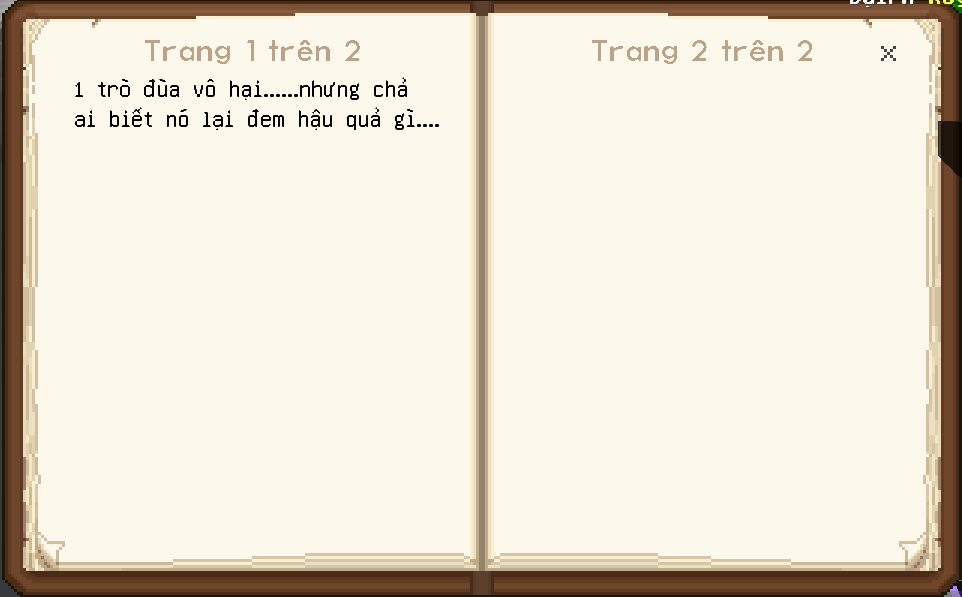 Trang 1 trên 2
1 trò đùa vô hại......nhưng chả
ai biết nó lại đem hậu quả gì....
Trang 2 trên 2
x